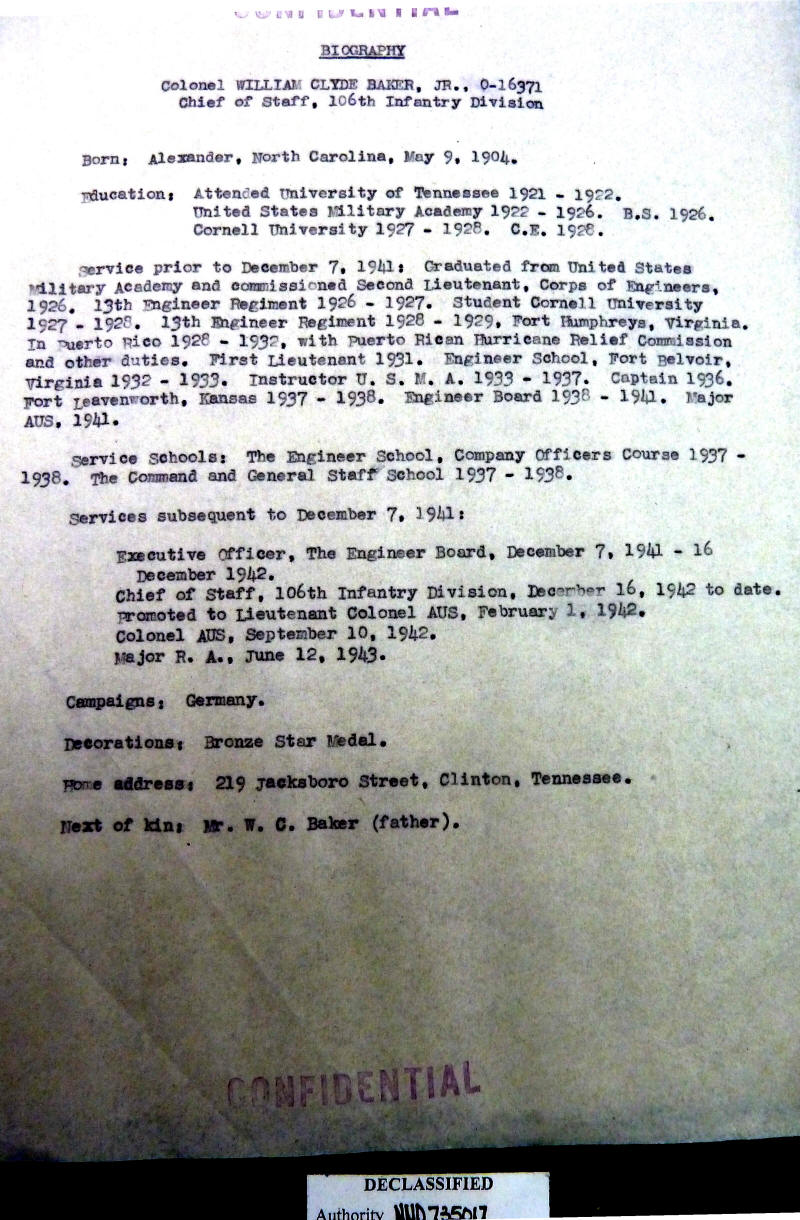 CONFIDENTIAL
BIOGRAPHY
Colonel WILLIAM CLYDE BAKER, JR., O-16371
Chief of Staff, 106th Infantry Division
Born: Alexander, North Carolina, May 9, 1904.
Education: Attended University of Tennessee 1921 - 1922.
United States Military Academy 1922 - 1926. B.S. 1926.
Cornell University 1927 - 1928. C.E. 1928.
Service prior to December 7, 1941: Graduated from United States
Military Academy and commissioned Second Lieutenant, Corps of Engineers,
1926. 13th Engineer Regiment 1926 - 1927. Student Cornell University
1927 - 1928. 13th Engineer Regiment 1928 - 1929, Fort Humphreys, Virginia.
In Puerto Rico 1928 - 1932, with Puerto Rican Hurricane Relief Commission
and other duties. First Lieutenant 1931. Engineer School, Fort Belvoir,
Virginia 1932 - 1933. Instructor U. S. M. A. 1933 - 1937. Captain 1936.
Fort Leavenworth, Kansas 1937 - 1938. Engineer Board 1938 - 1941. Major
AUS, 1941.
Service Schools: The Engineer School, Company Officers Course 1937 -
1938. The Command and General Staff School 1937 - 1938.
Services subsequent to December 7, 1941:
Executive Officer, The Engineer Board, December 7, 1941 - 16
December 1942.
Chief of Staff, 106th Infantry Division, December 16, 1942 to date.
Promoted to Lieutenant Colonel AUS, February 1, 1942.
Colonel AUS, September 10, 1942.
Major R. A., June 12, 1943.
Campaigns: Germany.
Decorations: Bronze Star Medal.
Home address: 219 Jacksboro Street, Clinton, Tennessee.
Next of kin: Mr. W. C. Baker (father).
CONFIDENTIAL
DECLASSIFIED
Authority NND 735017